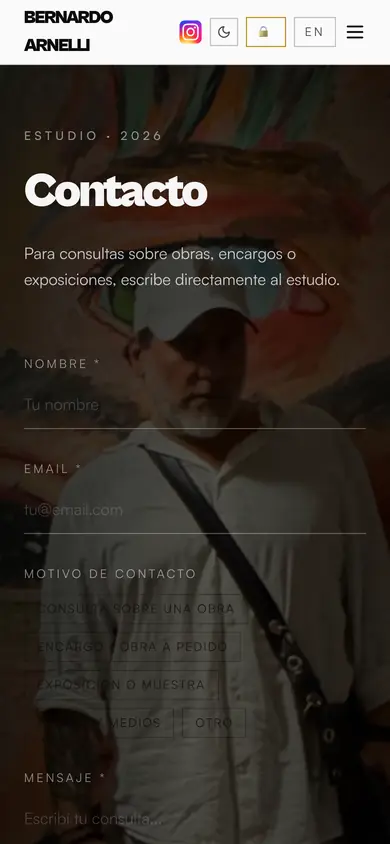 BERNARDO
ARNELLI
EN
ESTUDIO · 2026
Contacto
Para consultas sobre obras, encargos o
exposiciones, escribe directamente al estudio.
NOMBRE *
Tu nombre
EMAIL *
tu@email.com
MOTIVO DE CONTACTO
CONSULTA SOBRE UNA OBRA
ENCARGO / OBRA A PEDIDO
EXPOSICIÓN O MUESTRA
MEDIOS
OTRO
MENSAJE *
Escribí tu consulta...